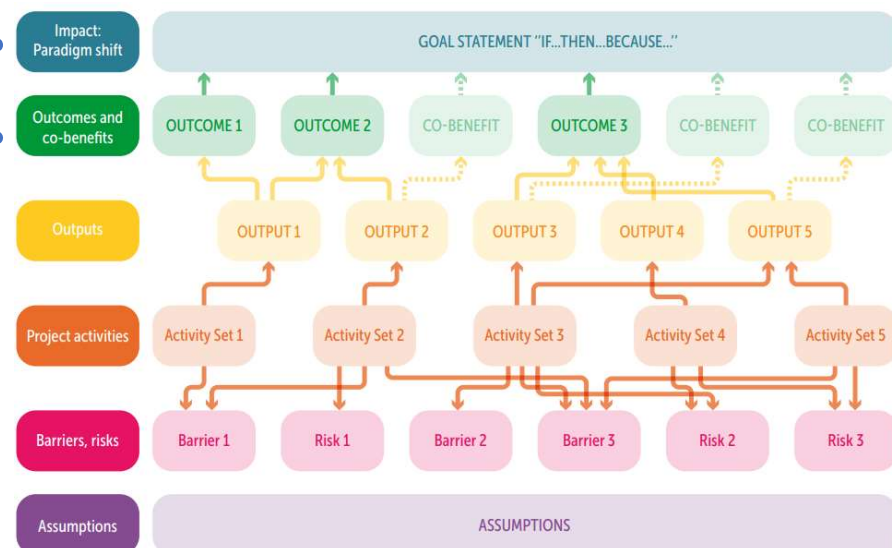 Impact:
Paradigm shift
GOAL STATEMENT "IF...THEN...BECAUSE..."
Outcomes and
co-benefits
OUTCOME 1
OUTCOME 2
CO-BENEFIT
OUTCOME 3
CO-BENEFIT
CO-BENEFIT
Outputs
OUTPUT 1
OUTPUT 2
OUTPUT 3
OUTPUT 4
OUTPUT 5
Project activities
Activity Set 1
Activity Set 2
Activity Set 3
Activity Set 4
Activity Set 5
Barriers, risks
Barrier 1
Risk 1
Barrier 2
Barrier 3
Risk 2
Risk 3
Assumptions
ASSUMPTIONS